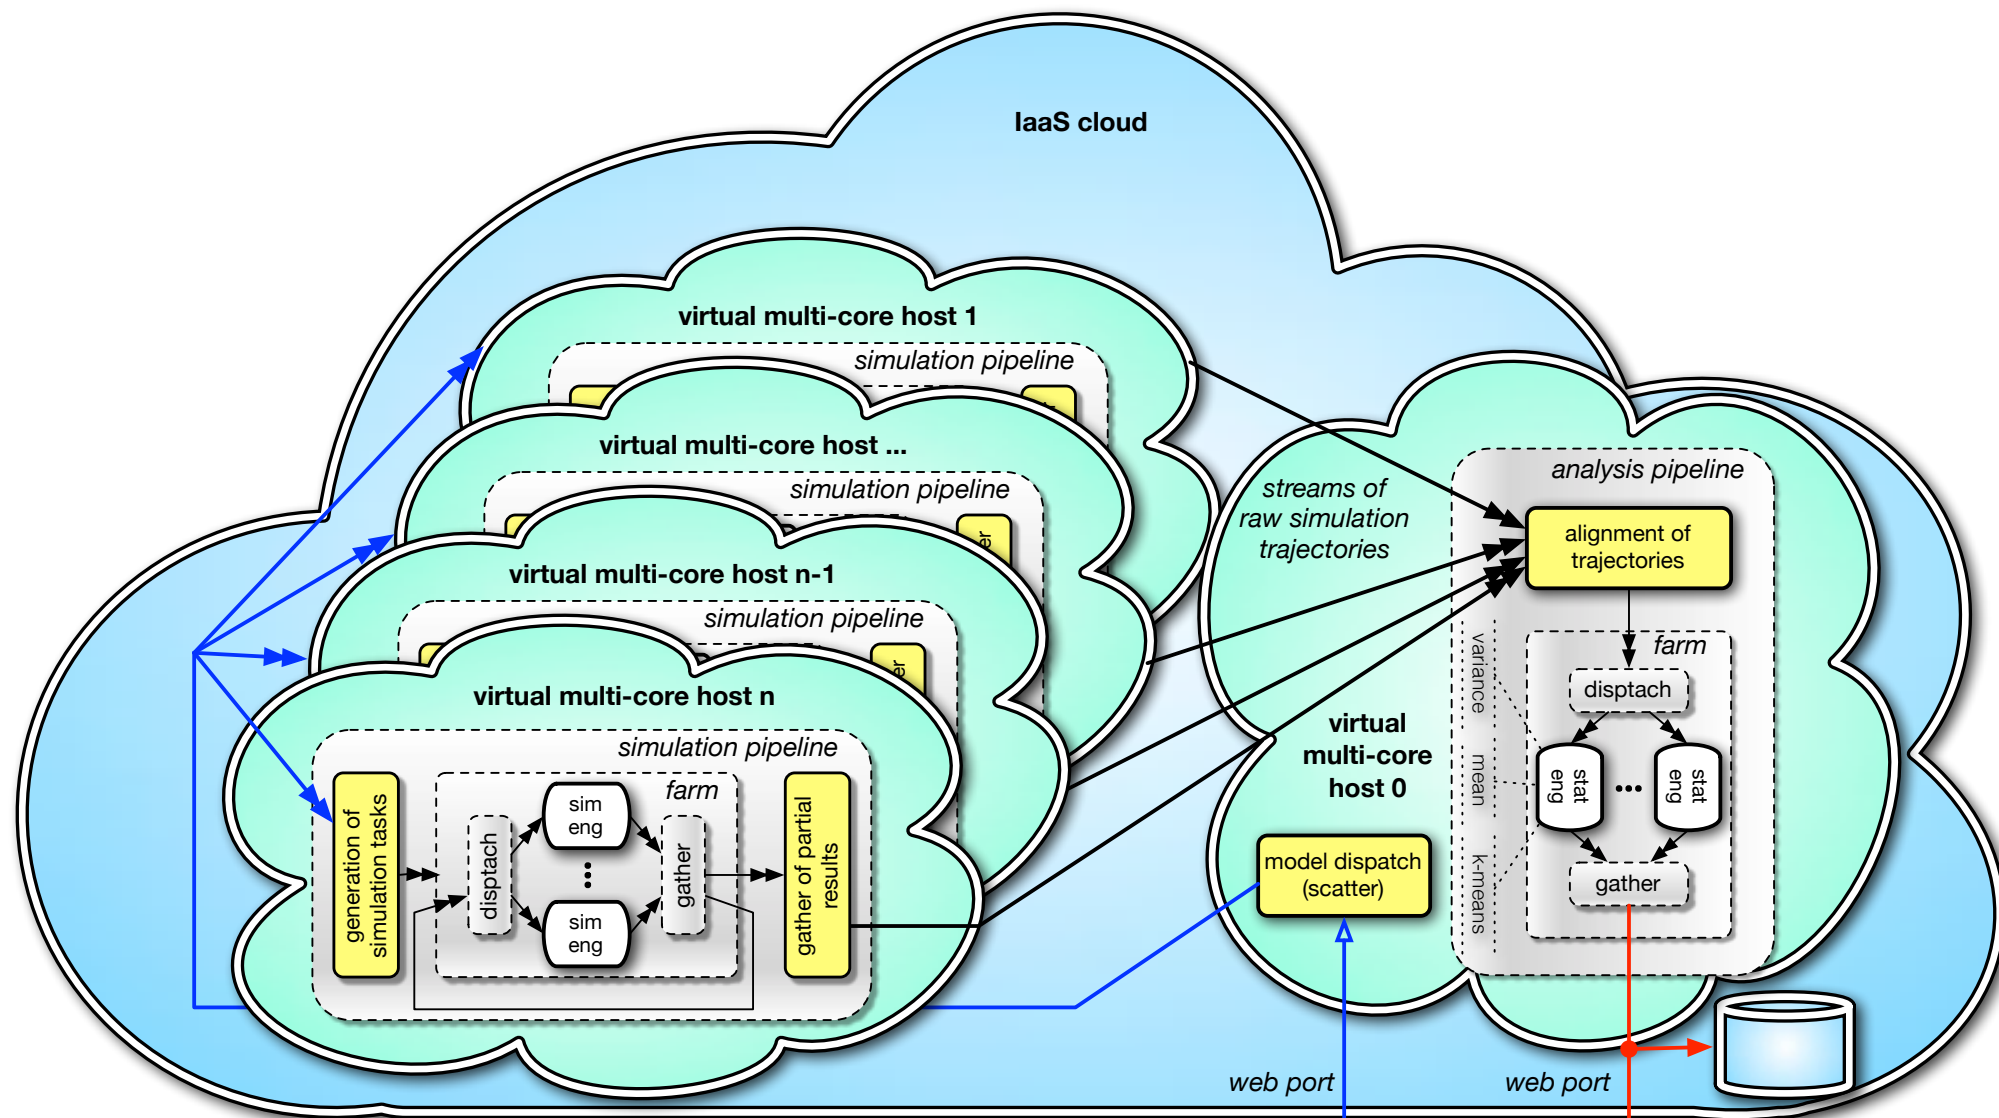 IaaS cloud
virtual multi-core host 1
simulation pipeline
virtual multi-core host ...
simulation pipeline
virtual multi-core host n-1
simulation pipeline
virtual multi-core host n
simulation pipeline
generation of
simulation tasks
farm
disptach
sim
eng
...
sim
eng
gather
gather of partial
results
streams of
raw simulation
trajectories
virtual
multi-core
host 0
model dispatch
(scatter)
analysis pipeline
alignment of
trajectories
variance
mean
k-means
farm
disptach
stat
eng
...
stat
eng
gather
web port
web port